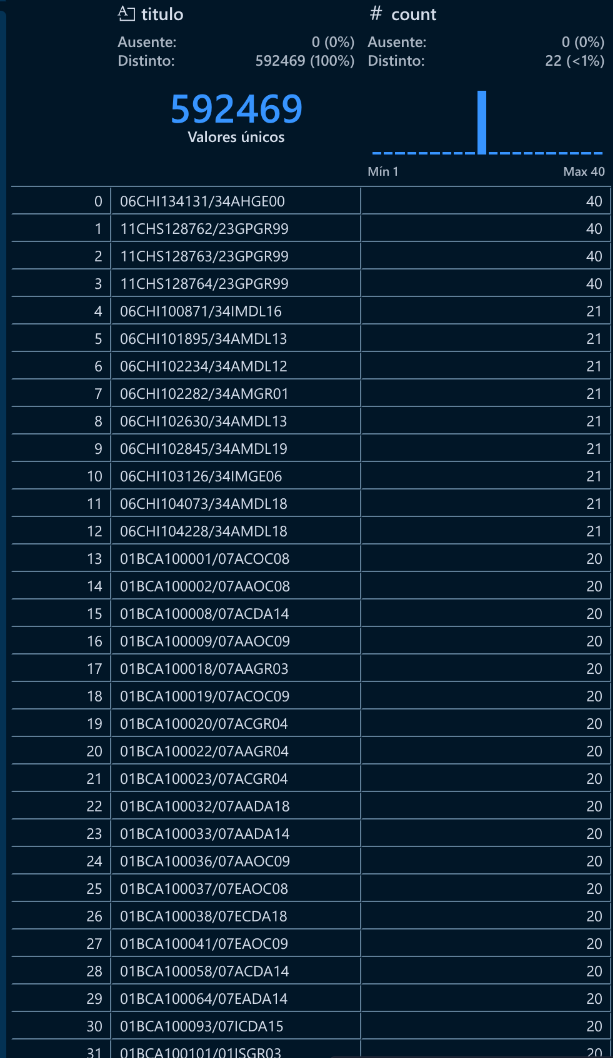 titulo
# count
Ausente: 0 (0%)
Ausente: 0 (0%)
Distinto: 592469 (100%)
Distinto: 22 (<1%)
592469
Valores únicos
Mín 1 Max 40
0 06CHI134131/34AHGE00 40
1 11CHS128762/23GPGR99 40
2 11CHS128763/23GPGR99 40
3 11CHS128764/23GPGR99 40
4 06CHI100871/34IMDL16 21
5 06CHI101895/34AMDL13 21
6 06CHI102234/34AMDL12 21
7 06CHI102282/34AMGR01 21
8 06CHI102630/34AMDL13 21
9 06CHI102845/34AMDL19 21
10 06CHI103126/34IMGE06 21
11 06CHI104073/34AMDL18 21
12 06CHI104228/34AMDL18 21
13 01BCA100001/07ACOC08 20
14 01BCA100002/07AAOC08 20
15 01BCA100008/07ACDA14 20
16 01BCA100009/07AAOC09 20
17 01BCA100018/07AAGR03 20
18 01BCA100019/07ACOC09 20
19 01BCA100020/07ACGR04 20
20 01BCA100022/07AAGR04 20
21 01BCA100023/07ACGR04 20
22 01BCA100032/07AADA18 20
23 01BCA100033/07AADA14 20
24 01BCA100036/07AAOC09 20
25 01BCA100037/07EAOC08 20
26 01BCA100038/07ECDA18 20
27 01BCA100041/07EAOC09 20
28 01BCA100058/07ACDA14 20
29 01BCA100064/07EADA14 20
30 01BCA100093/07ICDA15 20
31 01BCA100101/01ISGR03 20